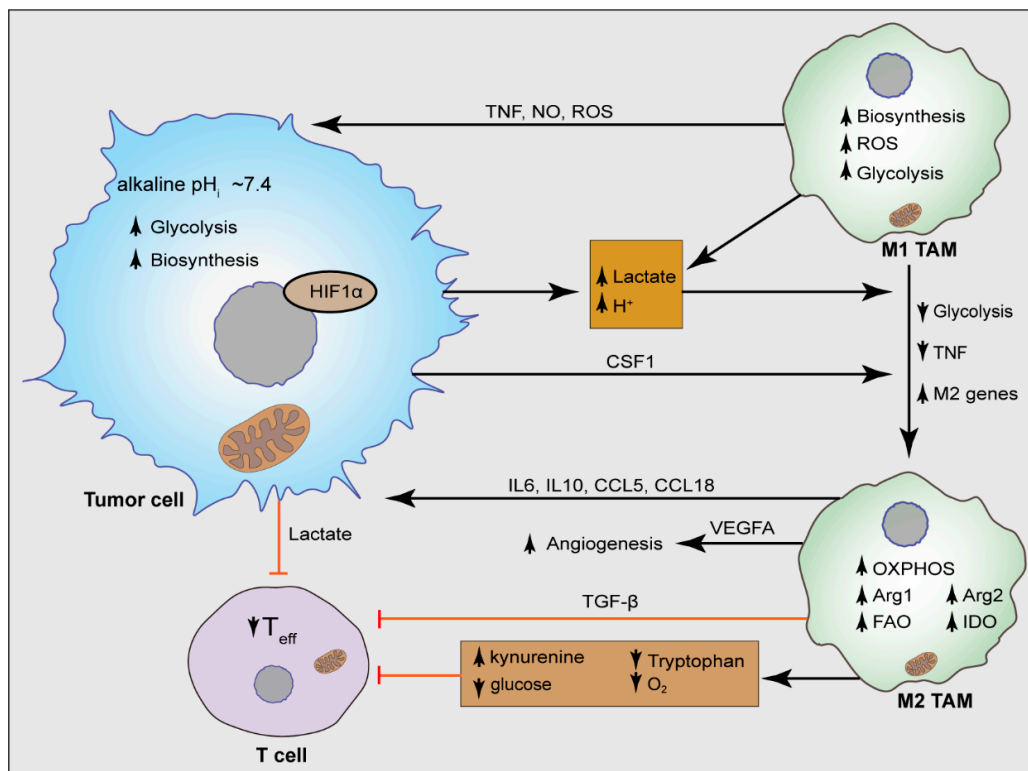 TNF, NO, ROS
Biosynthesis
ROS
Glycolysis
M1 TAM
alkaline pHi ~7.4
Glycolysis
Biosynthesis
HIF1α
Tumor cell
Lactate
H+
CSF1
Glycolysis
TNF
M2 genes
IL6, IL10, CCL5, CCL18
VEGFA
Angiogenesis
OXPHOS
Arg1 Arg2
FAO IDO
M2 TAM
Lactate
TGF-β
kynurenine Tryptophan
glucose O2
Teff
T cell